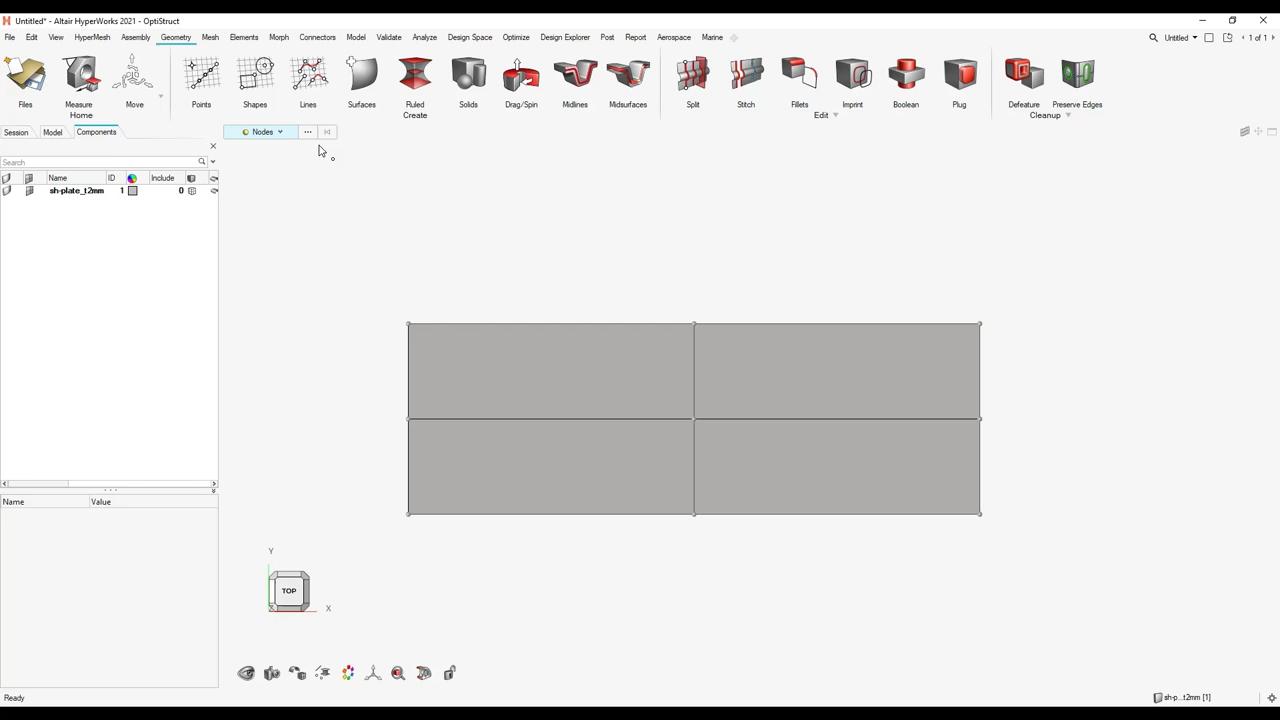 Untitled* - Altair HyperWorks 2021 - OptiStruct
File Edit View HyperMesh Assembly Geometry Mesh Elements Morph Connectors Model Validate Analyze Design Space Optimize Design Explorer Post Report Aerospace Marine Untitled 1 of 1
Files Measure Move Points Shapes Lines Surfaces Ruled Solids Drag/Spin Midlines Midsurfaces Split Stitch Fillets Imprint Boolean Plug Defeature Preserve Edges
Home Create Edit Cleanup
Session Model Components Nodes
Search
Name ID Include
sh-plate_t2mm 1 0
Name Value
Y
TOP
Z X
Ready sh-p...t2mm [1]